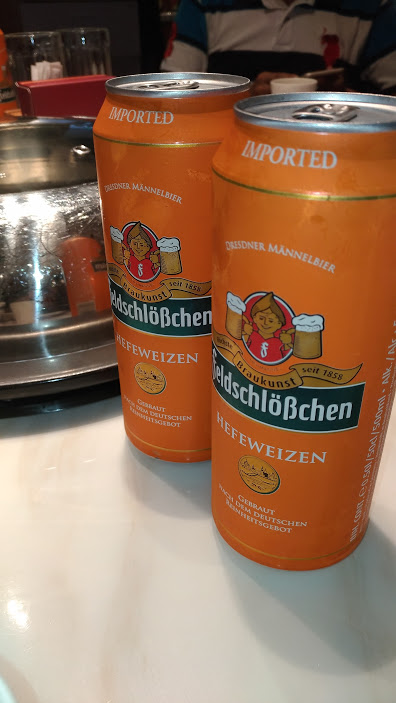 IMPORTED
DRESDNER MÄNNELBIER
Braukunst seit 1858
feldschlößchen
HEFEWEIZEN
GEBRAUT
NACH DEM DEUTSCHEN
REINHEITSGEBOT
IMPORTED
DRESDNER MÄNNELBIER
Braukunst seit 1858
feldschlößchen
HEFEWEIZEN
GEBRAUT
NACH DEM DEUTSCHEN
REINHEITSGEBOT
500ml